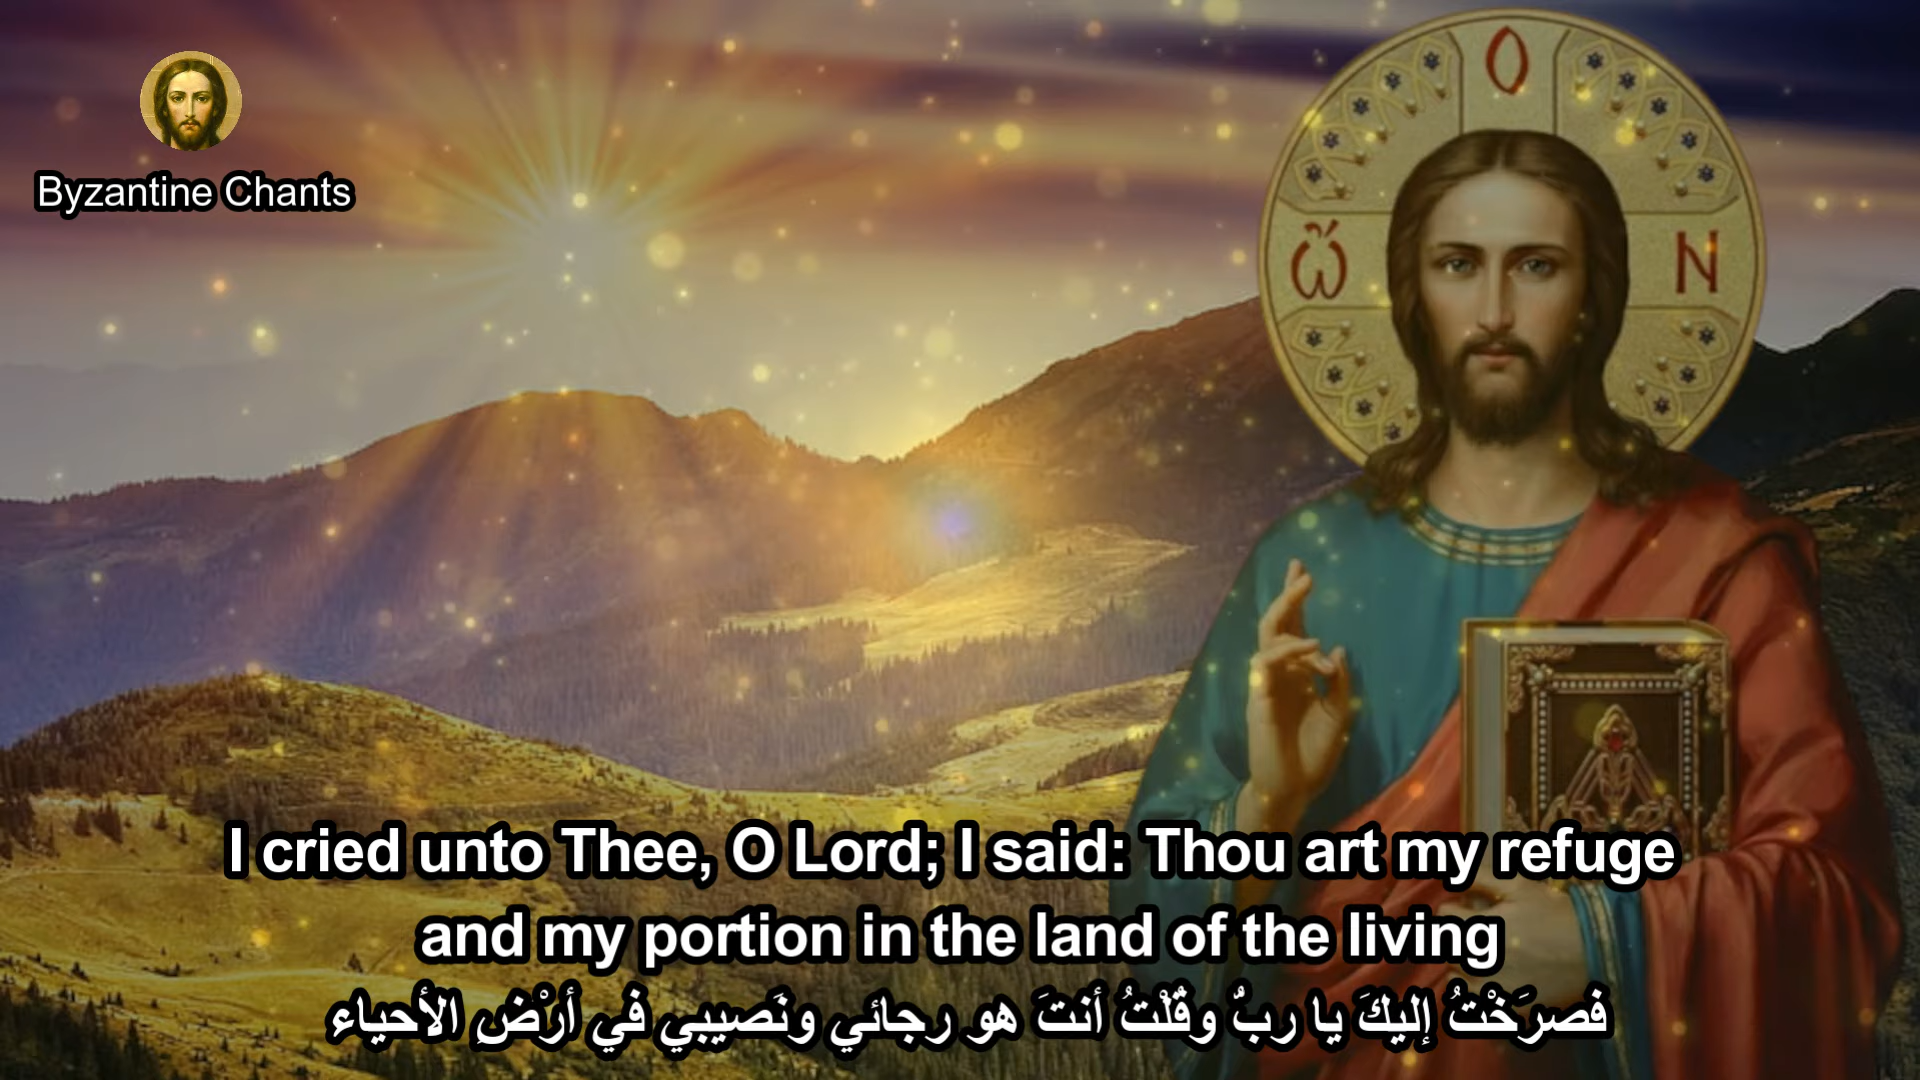 Byzantine Chants
Ο
ὤ Ν
I cried unto Thee, O Lord; I said: Thou art my refuge
and my portion in the land of the living
فصرَخْتُ إليكَ يا ربُّ وقُلْتُ أنتَ هو رجائي ونَصيبي في أرْضِ الأحياء